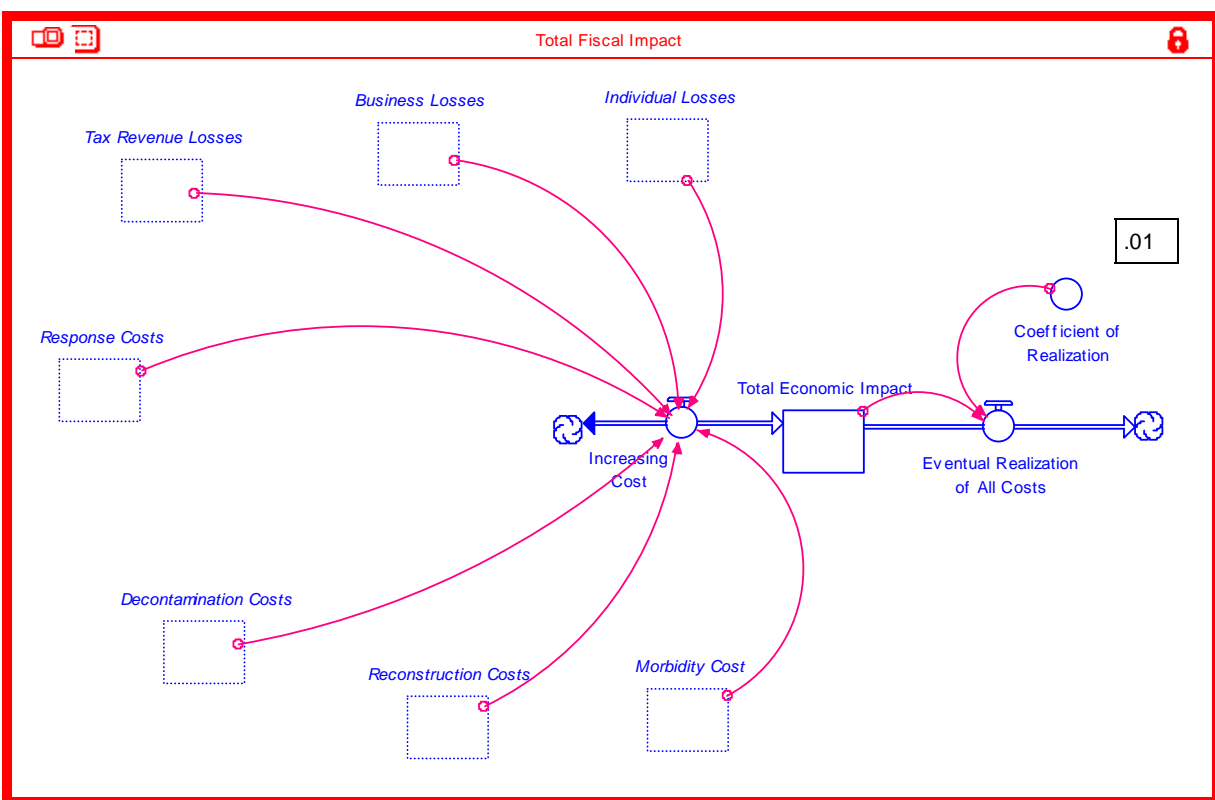 Total Fiscal Impact
Business Losses
Individual Losses
Tax Revenue Losses
.01
Response Costs
Coefficient of
Realization
Total Economic Impact
Increasing
Cost
Eventual Realization
of All Costs
Decontamination Costs
Reconstruction Costs
Morbidity Cost